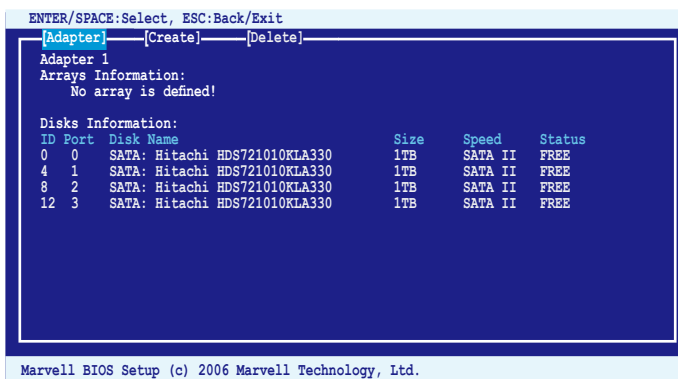 ENTER/SPACE:Select, ESC:Back/Exit
[Adapter] [Create] [Delete]
Adapter 1
Arrays Information:
No array is defined!
Disks Information:
ID Port Disk Name Size Speed Status
0 0 SATA: Hitachi HDS721010KLA330 1TB SATA II FREE
4 1 SATA: Hitachi HDS721010KLA330 1TB SATA II FREE
8 2 SATA: Hitachi HDS721010KLA330 1TB SATA II FREE
12 3 SATA: Hitachi HDS721010KLA330 1TB SATA II FREE
Marvell BIOS Setup (c) 2006 Marvell Technology, Ltd.